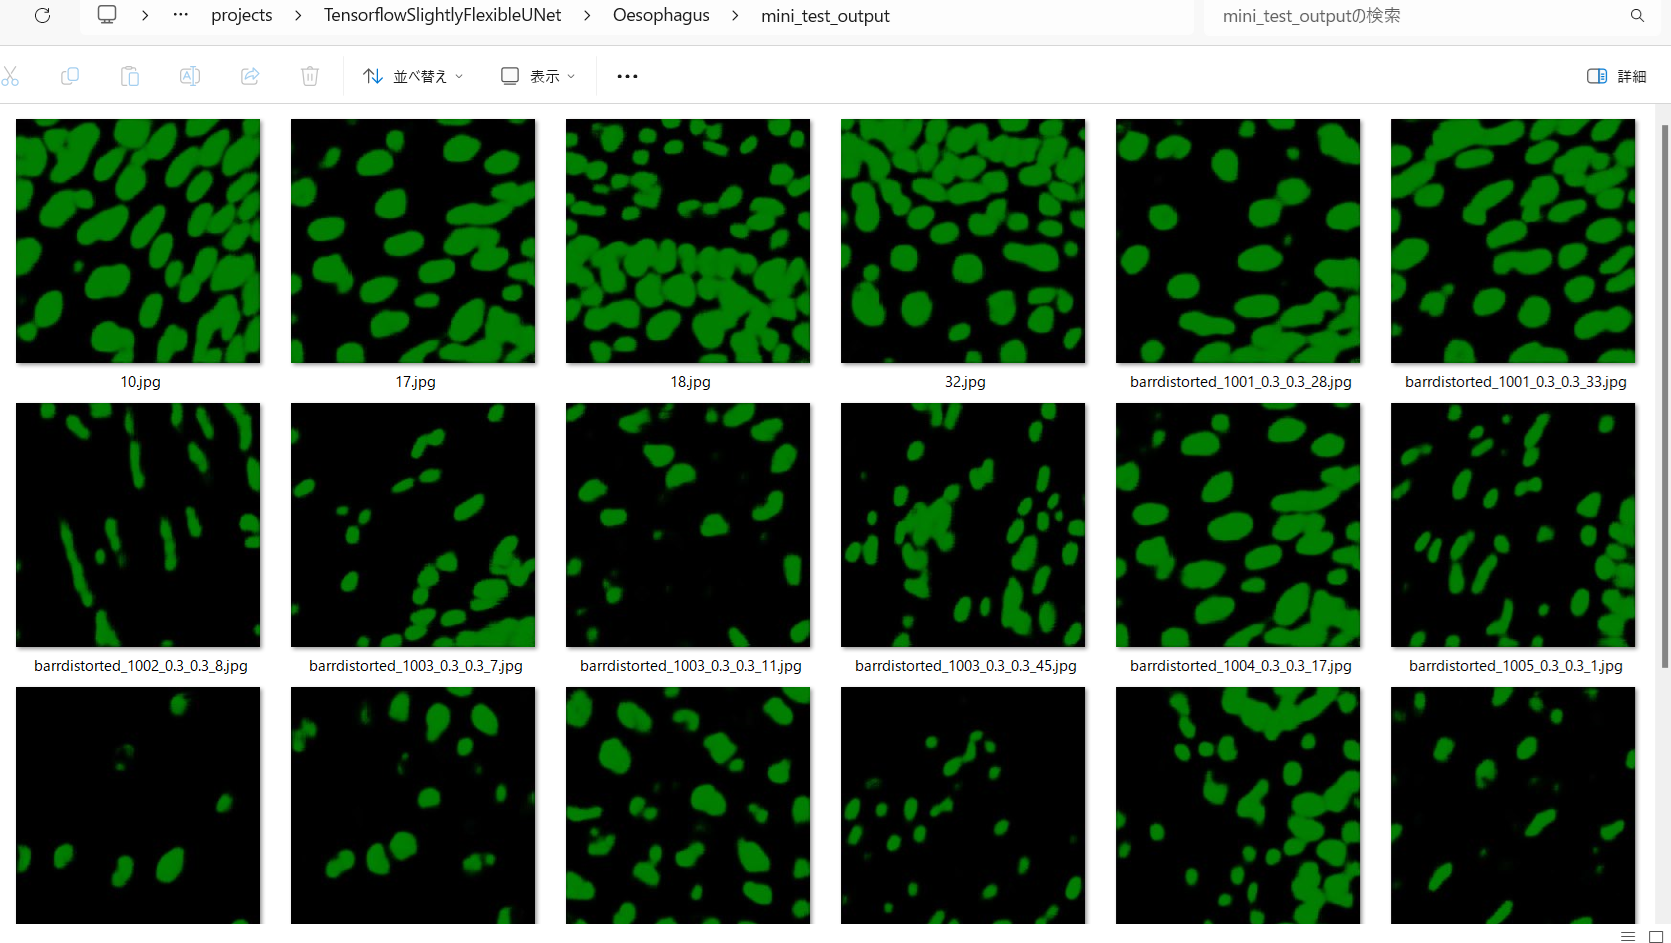 projects > TensorflowSlightlyFlexibleUNet > Oesophagus > mini_test_output
mini_test_outputの検索
並べ替え 表示 詳細
10.jpg 17.jpg 18.jpg 32.jpg barrdistorted_1001_0.3_0.3_28.jpg barrdistorted_1001_0.3_0.3_33.jpg
barrdistorted_1002_0.3_0.3_8.jpg barrdistorted_1003_0.3_0.3_7.jpg barrdistorted_1003_0.3_0.3_11.jpg barrdistorted_1003_0.3_0.3_45.jpg barrdistorted_1004_0.3_0.3_17.jpg barrdistorted_1005_0.3_0.3_1.jpg